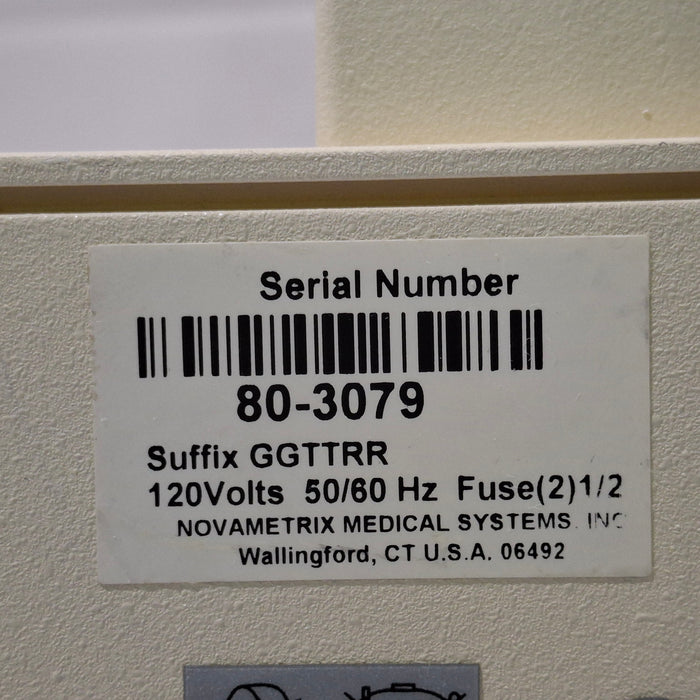 Serial Number
80-3079
Suffix GGTTRR
120Volts 50/60 Hz Fuse(2)1/2
NOVAMETRIX MEDICAL SYSTEMS. INC
Wallingford, CT U.S.A. 06492